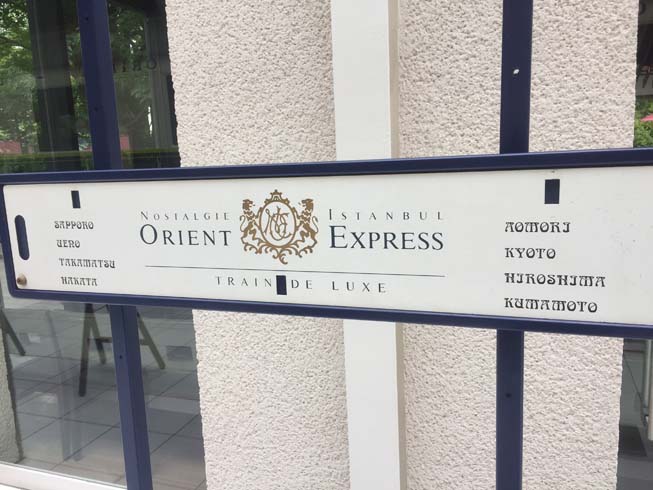 SAPPORO
UENO
TAKAMATSU
HAKATA
NOSTALGIE ISTANBUL
ORIENT EXPRESS
TRAIN DE LUXE
AOMORI
KYOTO
HIROSHIMA
KUMAMOTO